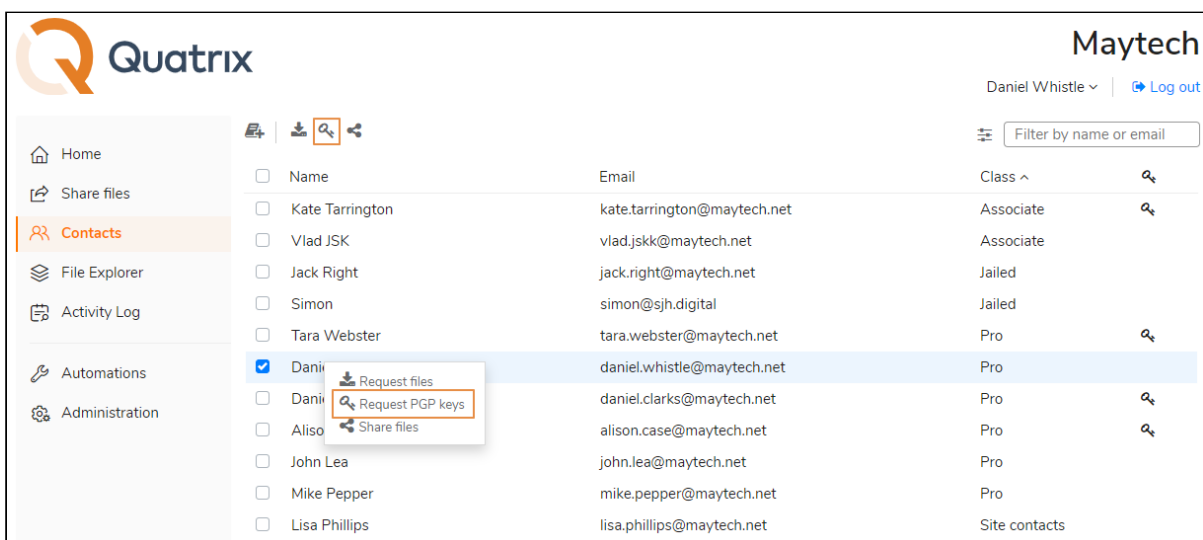 Quatrix
Maytech
Daniel Whistle
Log out
Filter by name or email
Home
Share files
Contacts
File Explorer
Activity Log
Automations
Administration
Name Email Class
Kate Tarrington kate.tarrington@maytech.net Associate
Vlad JSK vlad.jskk@maytech.net Associate
Jack Right jack.right@maytech.net Jailed
Simon simon@sjh.digital Jailed
Tara Webster tara.webster@maytech.net Pro
Danie daniel.whistle@maytech.net Pro
Danie daniel.clarks@maytech.net Pro
Aliso alison.case@maytech.net Pro
John Lea john.lea@maytech.net Pro
Mike Pepper mike.pepper@maytech.net Pro
Lisa Phillips lisa.phillips@maytech.net Site contacts
Request files
Request PGP keys
Share files